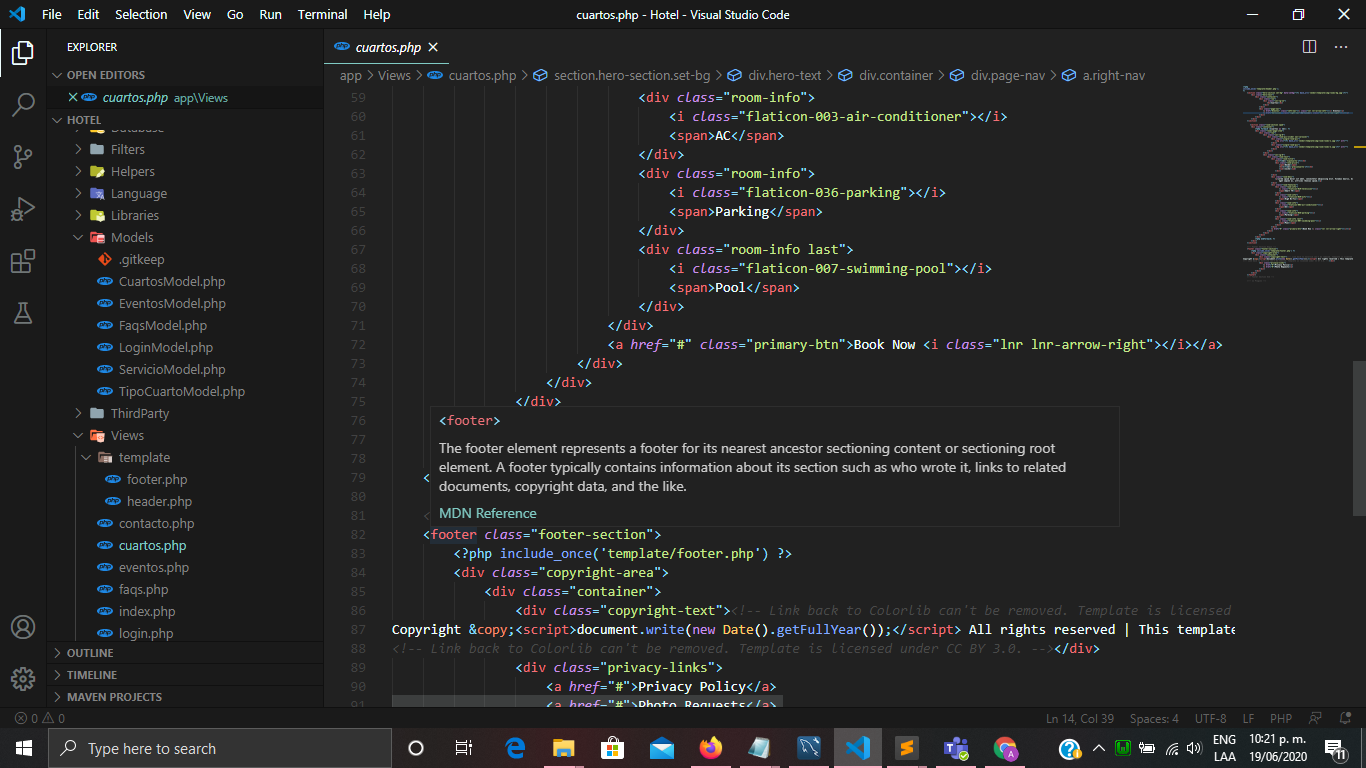 File Edit Selection View Go Run Terminal Help
cuartos.php - Hotel - Visual Studio Code
EXPLORER
OPEN EDITORS
cuartos.php app\Views
HOTEL
Database
Filters
Helpers
Language
Libraries
Models
.gitkeep
CuartosModel.php
EventosModel.php
FaqsModel.php
LoginModel.php
ServicioModel.php
TipoCuartoModel.php
ThirdParty
Views
template
footer.php
header.php
contacto.php
cuartos.php
eventos.php
faqs.php
index.php
login.php
OUTLINE
TIMELINE
MAVEN PROJECTS
cuartos.php
app > Views > cuartos.php > section.hero-section.set-bg > div.hero-text > div.container > div.page-nav > a.right-nav
59 <div class="room-info">
60 <i class="flaticon-003-air-conditioner"></i>
61 <span>AC</span>
62 </div>
63 <div class="room-info">
64 <i class="flaticon-036-parking"></i>
65 <span>Parking</span>
66 </div>
67 <div class="room-info last">
68 <i class="flaticon-007-swimming-pool"></i>
69 <span>Pool</span>
70 </div>
71 </div>
72 <a href="#" class="primary-btn">Book Now <i class="lnr lnr-arrow-right"></i></a>
73 </div>
74 </div>
75 </div>
76
77
78
79 <
80
81 <
<footer>
The footer element represents a footer for its nearest ancestor sectioning content or sectioning root
element. A footer typically contains information about its section such as who wrote it, links to related
documents, copyright data, and the like.
MDN Reference
82 <footer class="footer-section">
83 <?php include_once('template/footer.php') ?>
84 <div class="copyright-area">
85 <div class="container">
86 <div class="copyright-text"><!-- Link back to Colorlib can't be removed. Template is licensed
87 Copyright &copy;<script>document.write(new Date().getFullYear());</script> All rights reserved | This template
88 <!-- Link back to Colorlib can't be removed. Template is licensed under CC BY 3.0. --></div>
89 <div class="privacy-links">
90 <a href="#">Privacy Policy</a>
91 <a href="#">Photo Requests</a>
0 0
Ln 14, Col 39 Spaces: 4 UTF-8 LF PHP
Type here to search
ENG
LAA
10:21 p. m.
19/06/2020
11